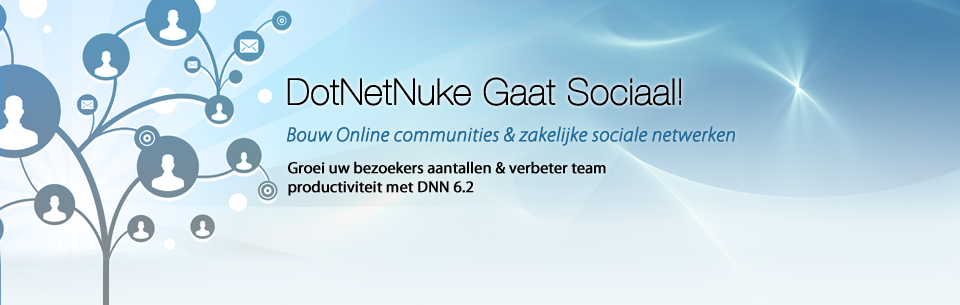 DotNetNuke Gaat Sociaal!
Bouw Online communities & zakelijke sociale netwerken
Groei uw bezoekers aantallen & verbeter team
productiviteit met DNN 6.2